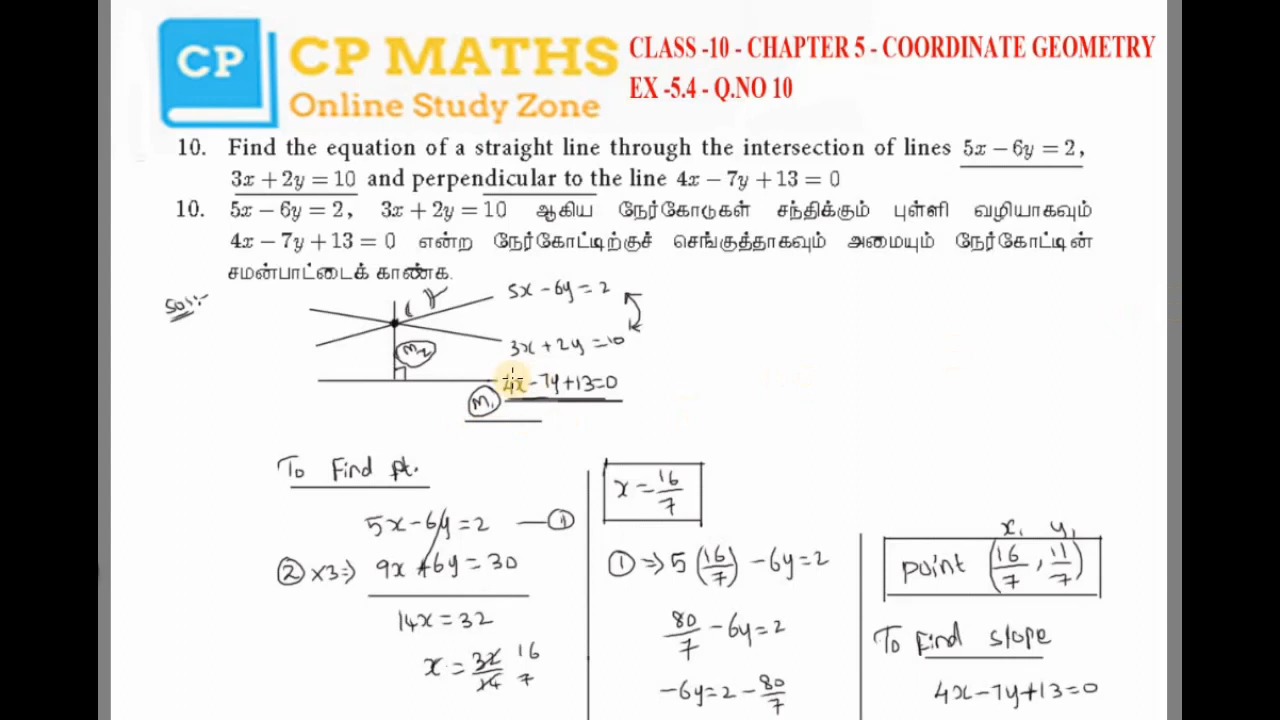 CP
CP MATHS
Online Study Zone
CLASS -10 - CHAPTER 5 - COORDINATE GEOMETRY
EX -5.4 - Q.NO 10
10. Find the equation of a straight line through the intersection of lines 5x − 6y = 2,
3x + 2y = 10 and perpendicular to the line 4x − 7y + 13 = 0
10. 5x − 6y = 2, 3x + 2y = 10 ஆகிய நேர்கோடுகள் சந்திக்கும் புள்ளி வழியாகவும்
4x − 7y + 13 = 0 என்ற நேர்கோட்டிற்குச் செங்குத்தாகவும் அமையும் நேர்கோட்டின்
சமன்பாட்டைக் காண்க.
Sol:-
5x - 6y = 2
3x + 2y = 10
m₂
4x - 7y + 13 = 0
m₁
To Find pt.
5x - 6y = 2 — ①
② x3 ⇒ 9x + 6y = 30
14x = 32
x = 32/14 16/7
x = 16/7
① ⇒ 5 (16/7) - 6y = 2
80/7 - 6y = 2
-6y = 2 - 80/7
x₁ y₁
point (16/7, 11/7)
To Find slope
4x - 7y + 13 = 0